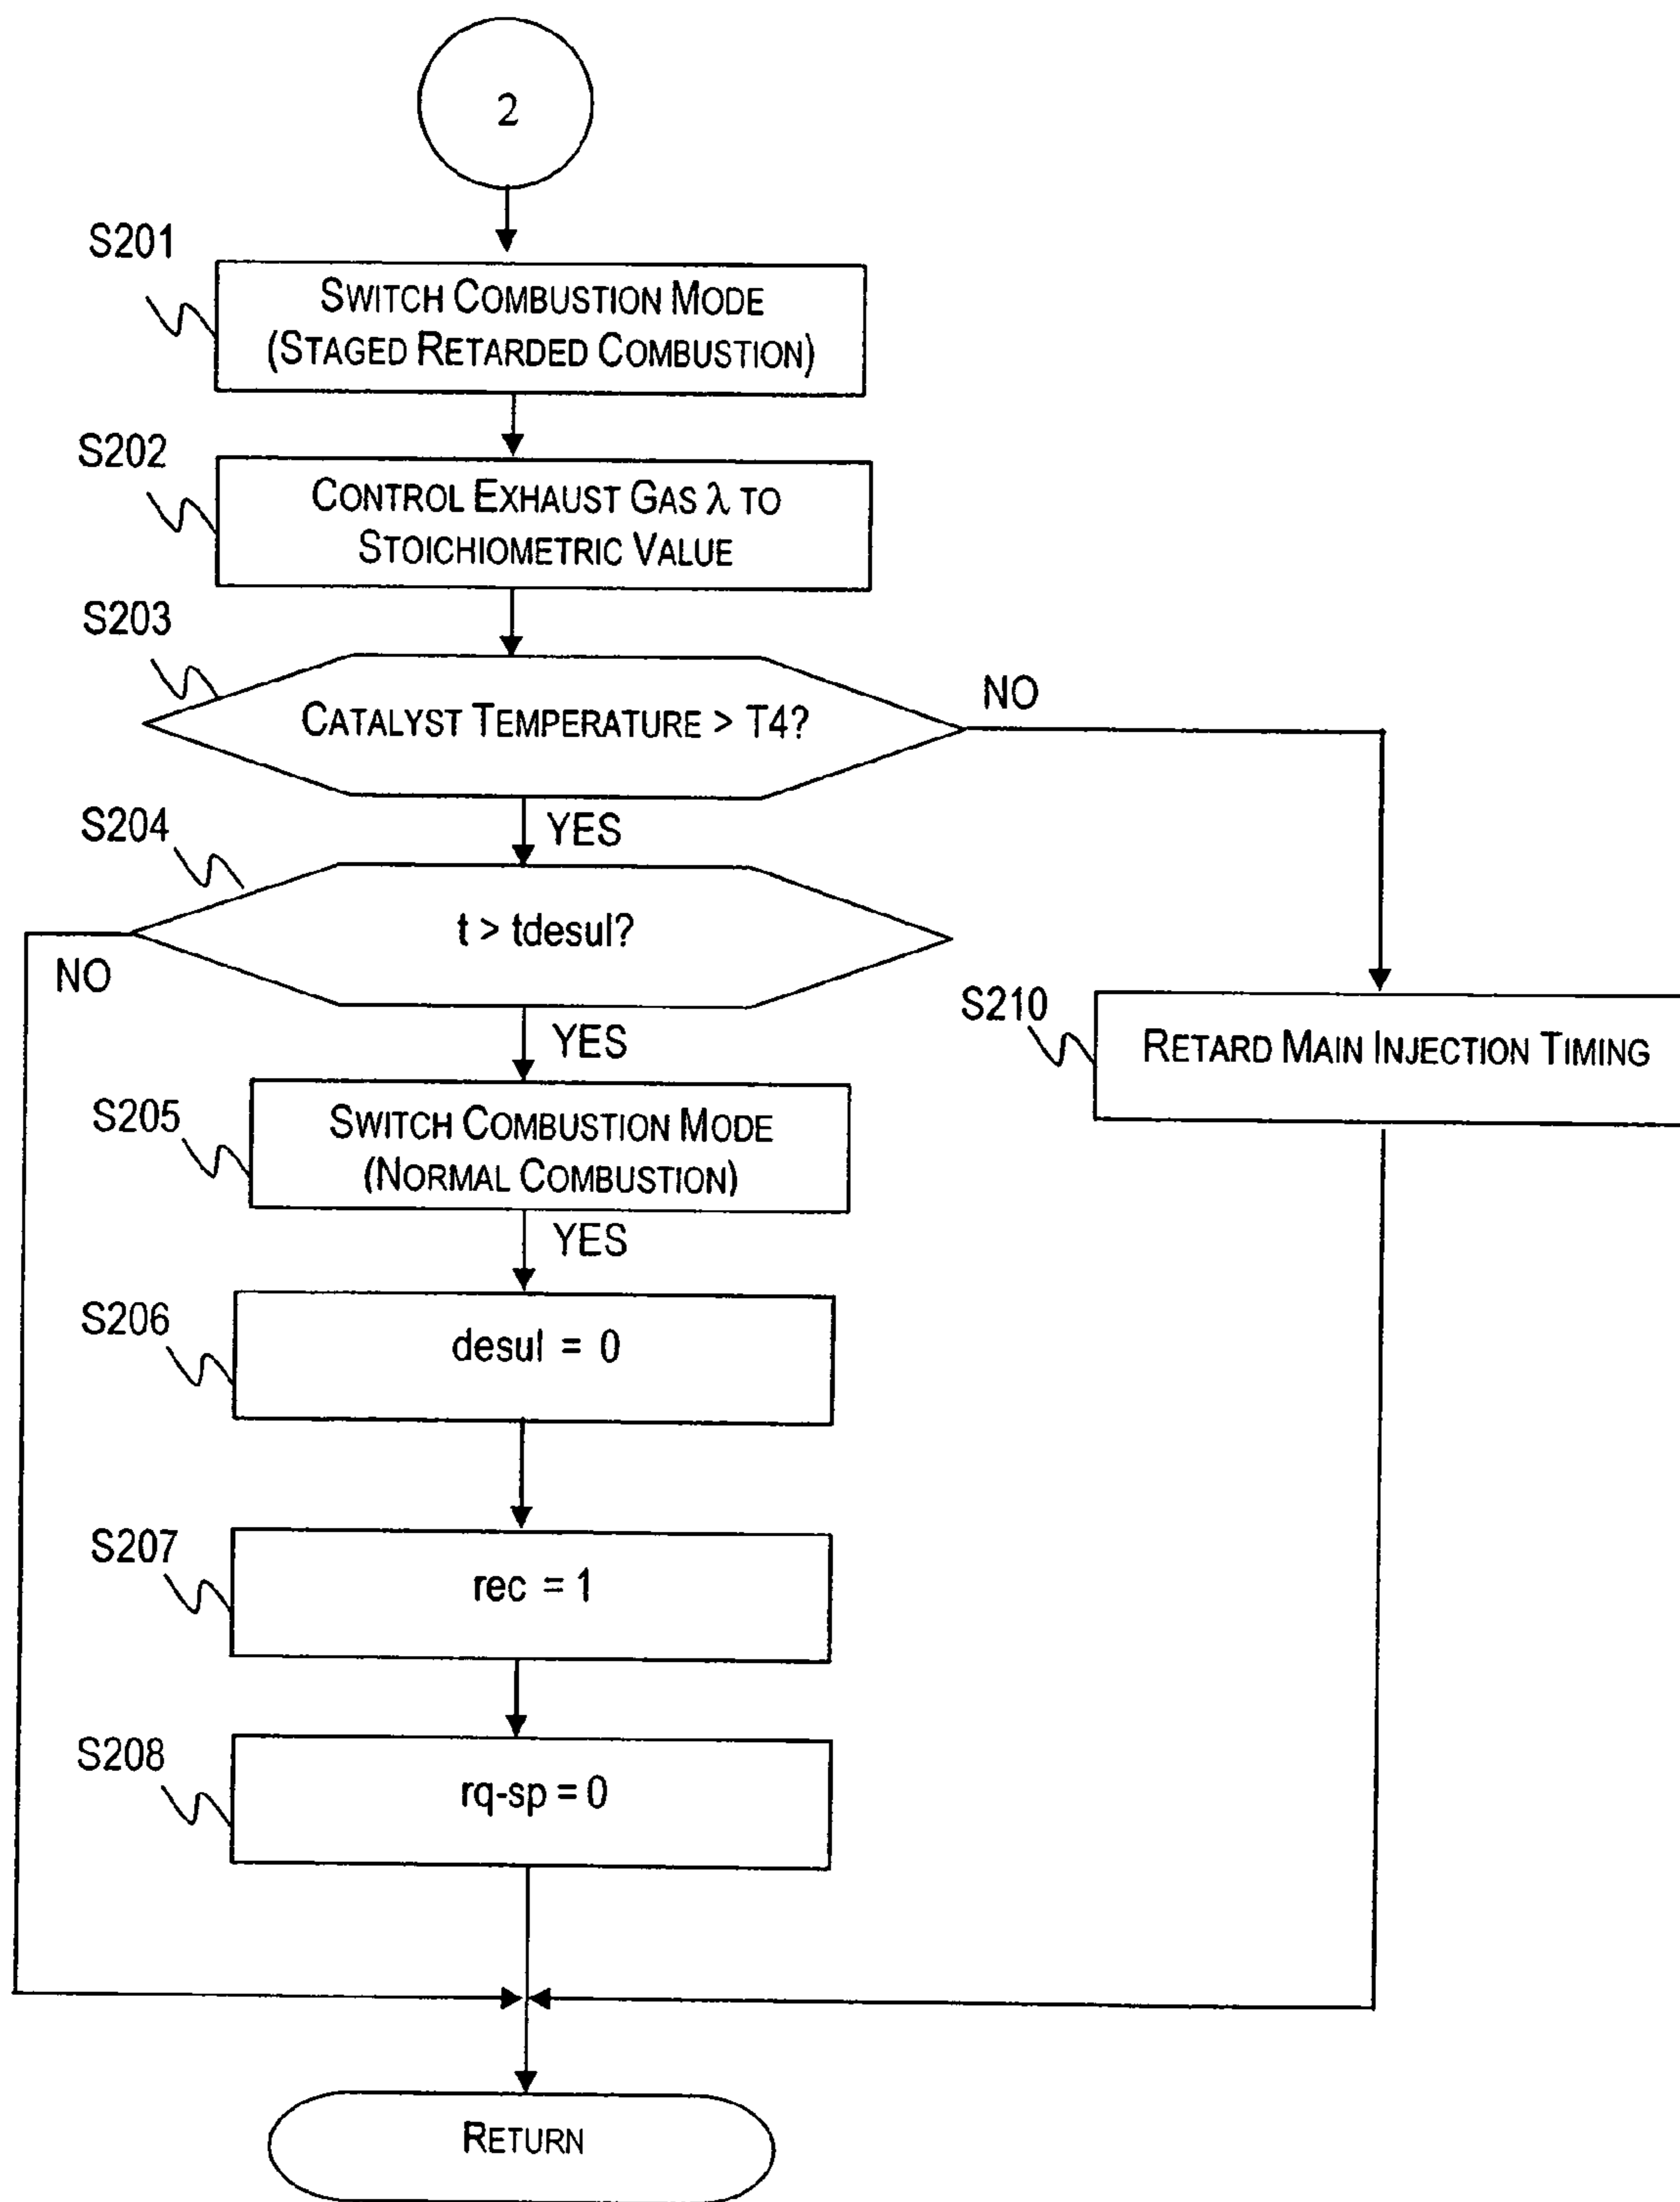 2
S201
SWITCH COMBUSTION MODE
(STAGED RETARDED COMBUSTION)
S202
CONTROL EXHAUST GAS λ TO
STOICHIOMETRIC VALUE
S203
CATALYST TEMPERATURE > T4?
NO
YES
S204
t > tdesul?
NO
YES
S210
RETARD MAIN INJECTION TIMING
S205
SWITCH COMBUSTION MODE
(NORMAL COMBUSTION)
YES
S206
desul = 0
S207
rec = 1
S208
rq-sp = 0
RETURN